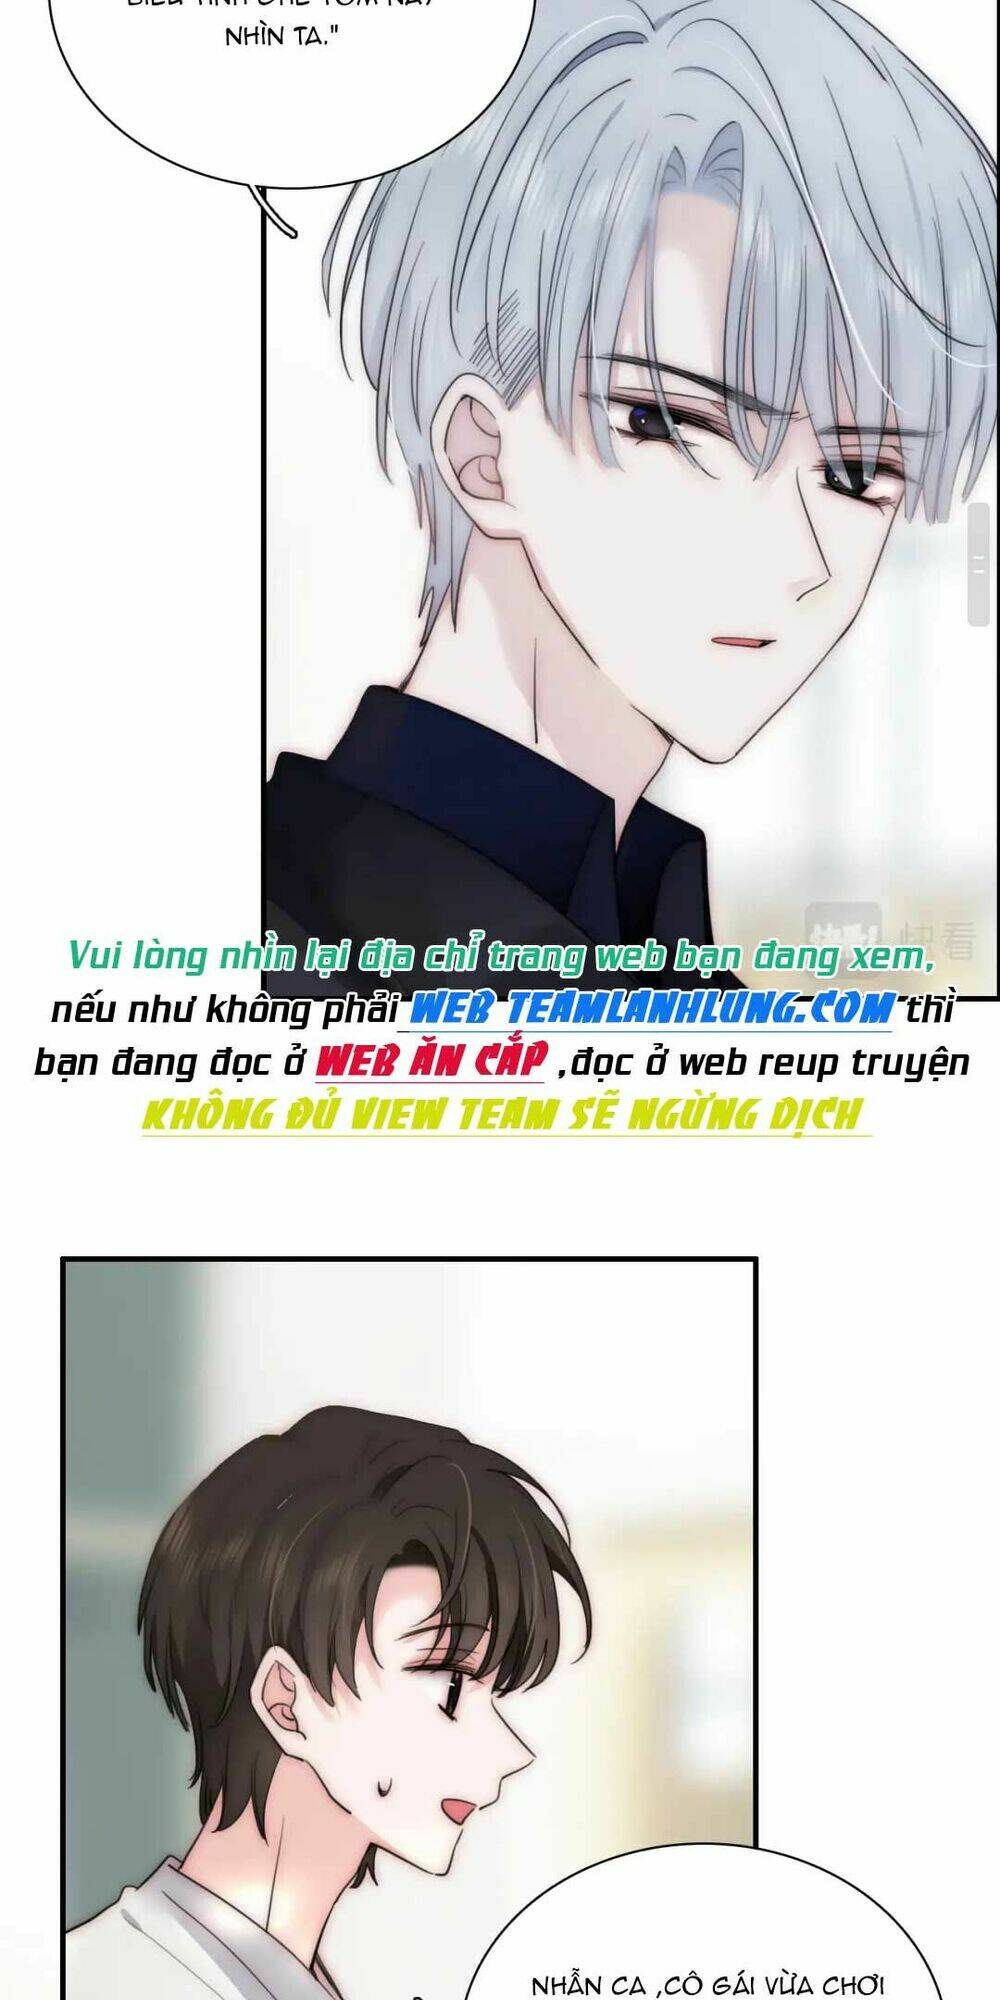 NHÌN TA."
快看
Vui lòng nhìn lại địa chỉ trang web bạn đang xem,
nếu như không phải WEB TEAMLANHLUNG.COM thì
bạn đang đọc ở WEB ĂN CẮP ,đọc ở web reup truyện
KHÔNG ĐỦ VIEW TEAM SẼ NGỪNG DỊCH
NHẪN CA ,CÔ GÁI VỪA CHƠI